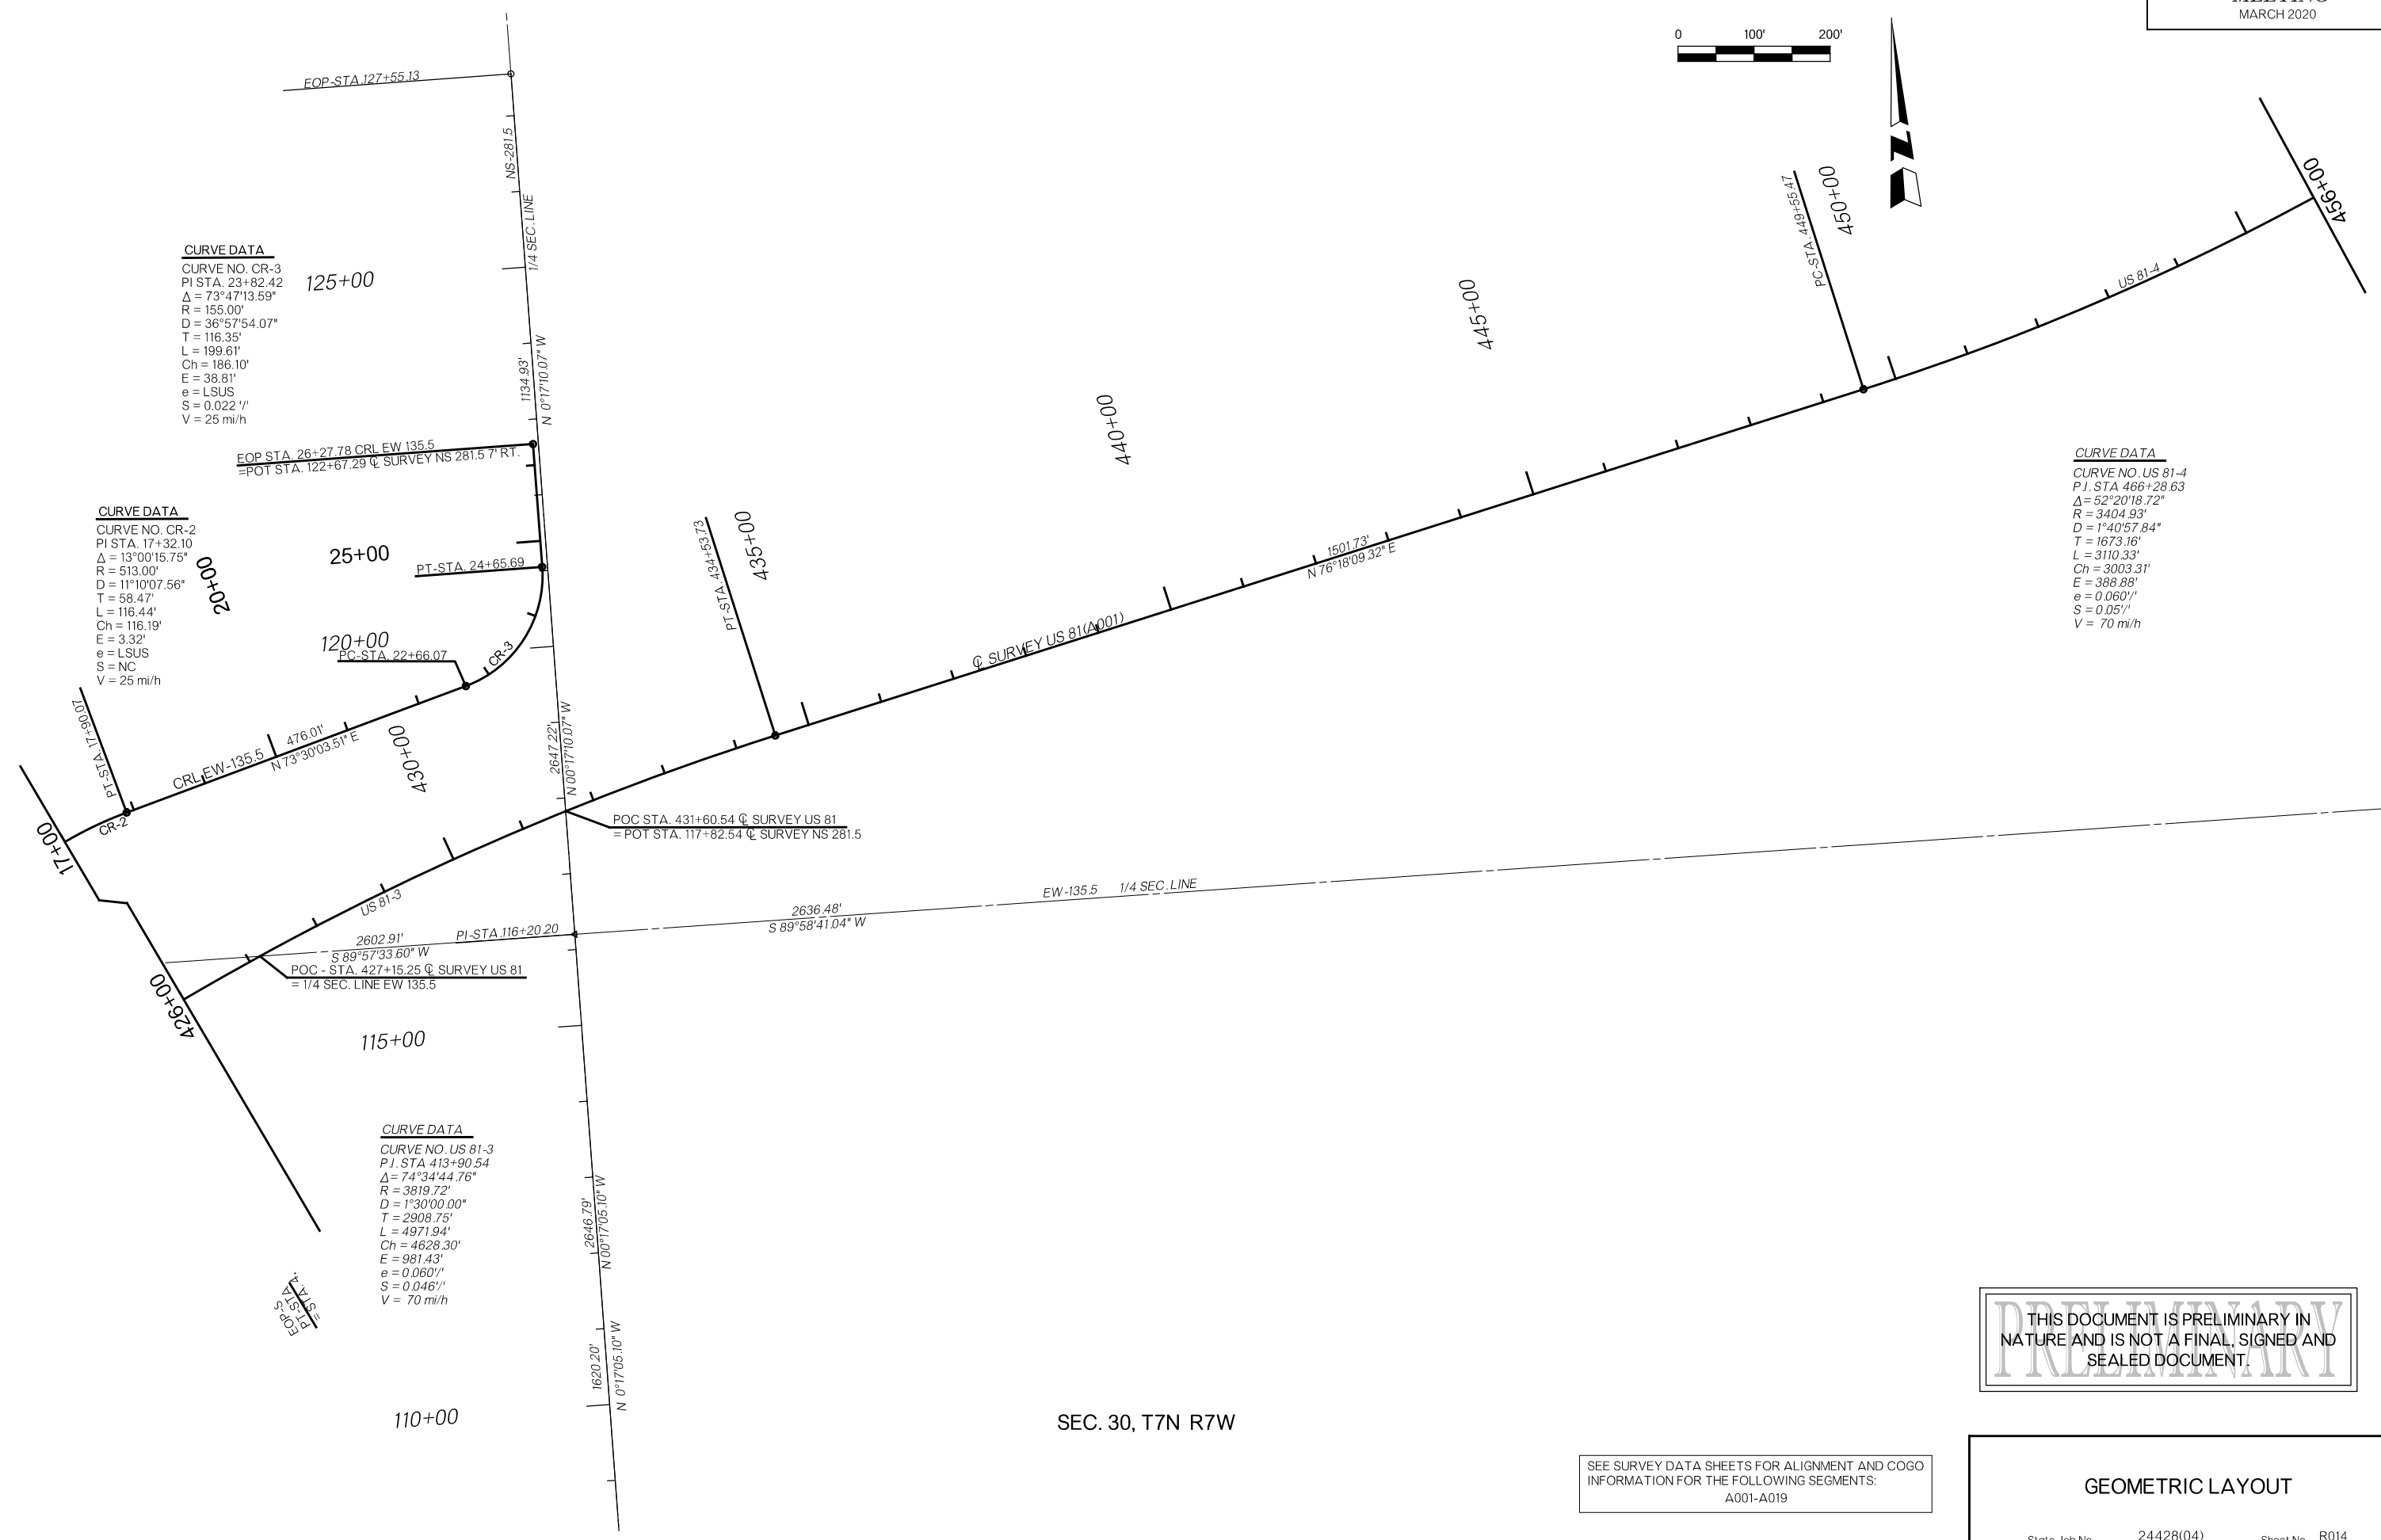 MARCH 2020
0 100' 200'
EOP-STA.127+55.13
NS-281.5
1/4 SEC. LINE
1134.93'
N 0°17'10.07" W
CURVE DATA
CURVE NO. CR-3
PI STA. 23+82.42
Δ = 73°47'13.59"
R = 155.00'
D = 36°57'54.07"
T = 116.35'
L = 199.61'
Ch = 186.10'
E = 38.81'
e = LSUS
S = 0.022 '/'
V = 25 mi/h
125+00
EOP STA. 26+27.78 CRL EW 135.5
=POT STA. 122+67.29 ℄ SURVEY NS 281.5 7' RT.
CURVE DATA
CURVE NO. CR-2
PI STA. 17+32.10
Δ = 13°00'15.75"
R = 513.00'
D = 11°10'07.56"
T = 58.47'
L = 116.44'
Ch = 116.19'
E = 3.32'
e = LSUS
S = NC
V = 25 mi/h
20+00
25+00
PT-STA. 24+65.69
120+00
PC-STA. 22+66.07
CR-3
PT-STA. 17+90.07
CRL EW-135.5
476.01'
N 73°30'03.51" E
CR-2
17+00
430+00
2647.22'
N 00°17'10.07" W
PT-STA. 434+53.73
435+00
440+00
445+00
PC-STA. 449+55.47
450+00
456+00
US 81-4
1501.73'
N 76°18'09.32" E
℄ SURVEY US 81(A001)
CURVE DATA
CURVE NO. US 81-4
P.I. STA 466+28.63
Δ= 52°20'18.72"
R = 3404.93'
D = 1°40'57.84"
T = 1673.16'
L = 3110.33'
Ch = 3003.31'
E = 388.88'
e = 0.060'/'
S = 0.05'/'
V = 70 mi/h
POC STA. 431+60.54 ℄ SURVEY US 81
= POT STA. 117+82.54 ℄ SURVEY NS 281.5
US 81-3
EW-135.5 1/4 SEC. LINE
2636.48'
S 89°58'41.04" W
2602.91'
S 89°57'33.60" W
PI-STA.116+20.20
POC - STA. 427+15.25 ℄ SURVEY US 81
= 1/4 SEC. LINE EW 135.5
426+00
115+00
CURVE DATA
CURVE NO. US 81-3
P.I. STA 413+90.54
Δ= 74°34'44.76"
R = 3819.72'
D = 1°30'00.00"
T = 2908.75'
L = 4971.94'
Ch = 4628.30'
E = 981.43'
e = 0.060'/'
S = 0.046'/'
V = 70 mi/h
2646.79'
N 00°17'05.10" W
EOP-S
PT-STA
= STA. 4
1620.20'
N 0°17'05.10" W
110+00
SEC. 30, T7N R7W
PRELIMINARY
THIS DOCUMENT IS PRELIMINARY IN
NATURE AND IS NOT A FINAL, SIGNED AND
SEALED DOCUMENT.
SEE SURVEY DATA SHEETS FOR ALIGNMENT AND COGO
INFORMATION FOR THE FOLLOWING SEGMENTS:
A001-A019
GEOMETRIC LAYOUT
State Job No. 24428(04) Sheet No. R014